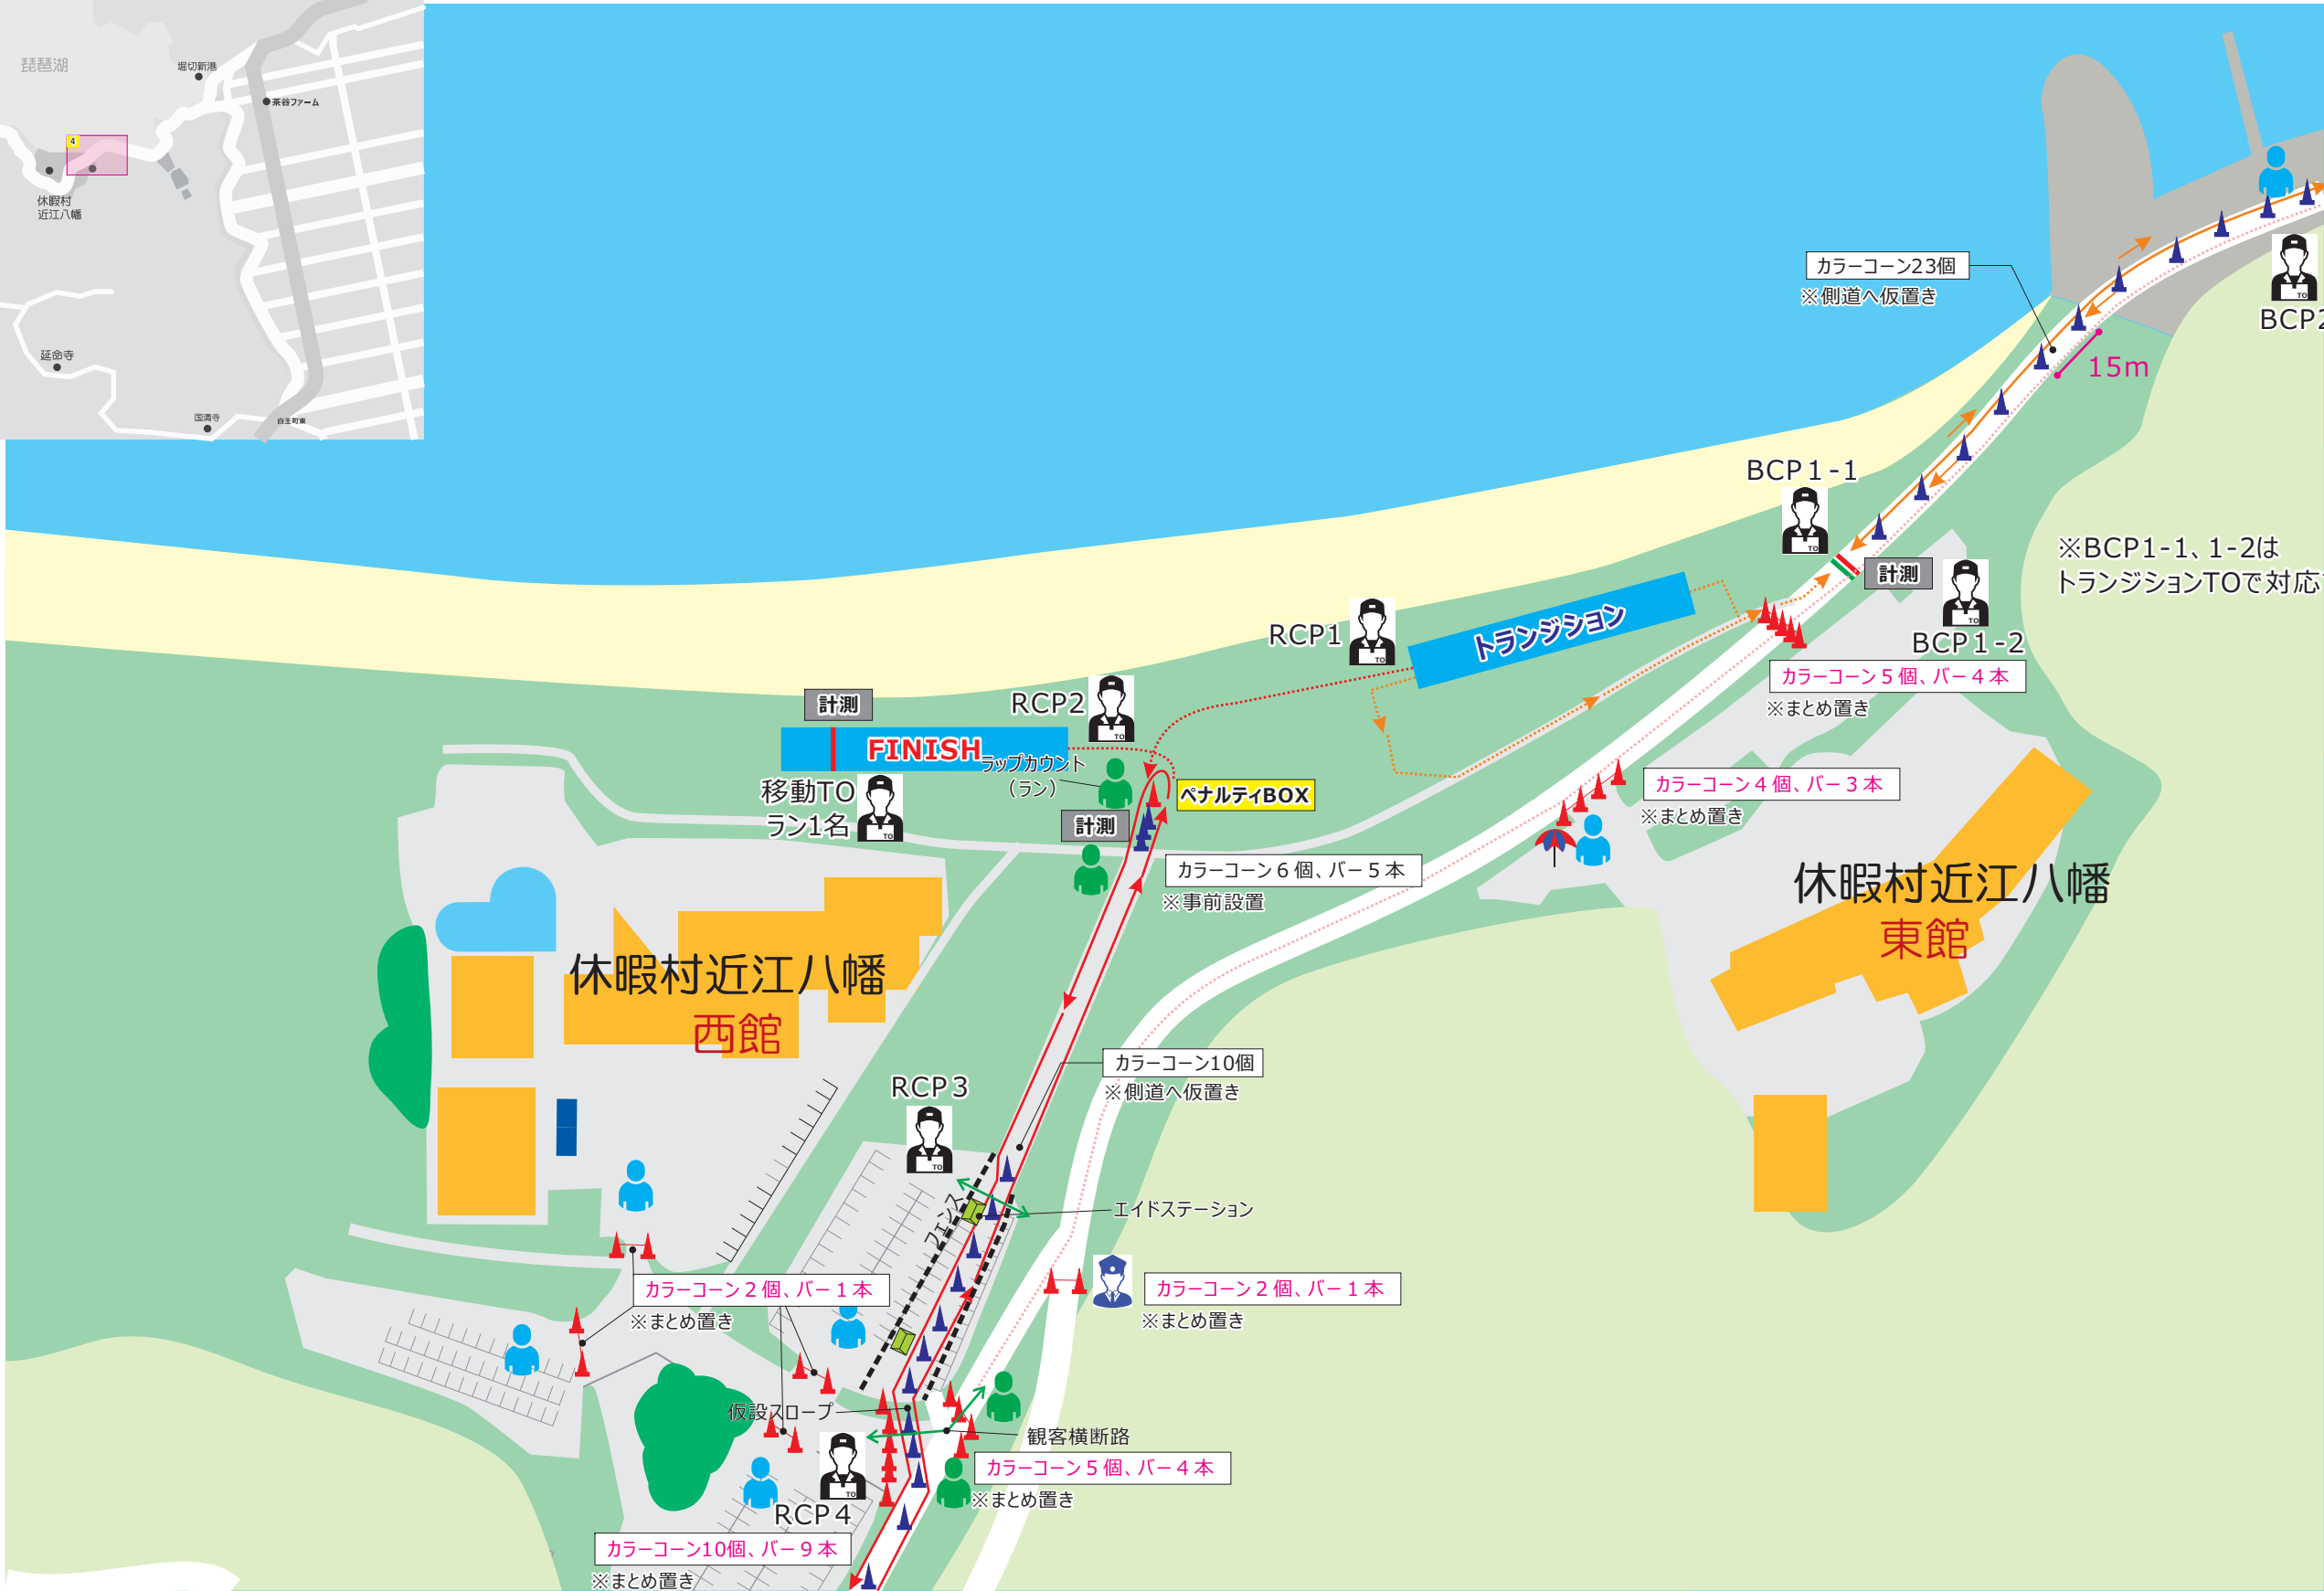 琵琶湖
堀切新港
茶谷ファーム
4
休暇村
近江八幡
延命寺
国清寺
白王町東
カラーコーン23個
※側道へ仮置き
BCP2
15m
BCP1-1
計測
※BCP1-1、1-2は
トランジションTOで対応
TO
TO
TO
BCP1-2
カラーコーン5個、バー4本
※まとめ置き
RCP1
TO
トランジション
計測
RCP2
TO
FINISH
ラップカウント
(ラン)
移動TO
ラン1名
TO
ペナルティBOX
計測
カラーコーン4個、バー3本
※まとめ置き
カラーコーン6個、バー5本
※事前設置
休暇村近江八幡
東館
休暇村近江八幡
西館
カラーコーン10個
※側道へ仮置き
RCP3
TO
フェンス
エイドステーション
カラーコーン2個、バー1本
※まとめ置き
カラーコーン2個、バー1本
※まとめ置き
仮設スロープ
観客横断路
TO
RCP4
カラーコーン5個、バー4本
※まとめ置き
カラーコーン10個、バー9本
※まとめ置き